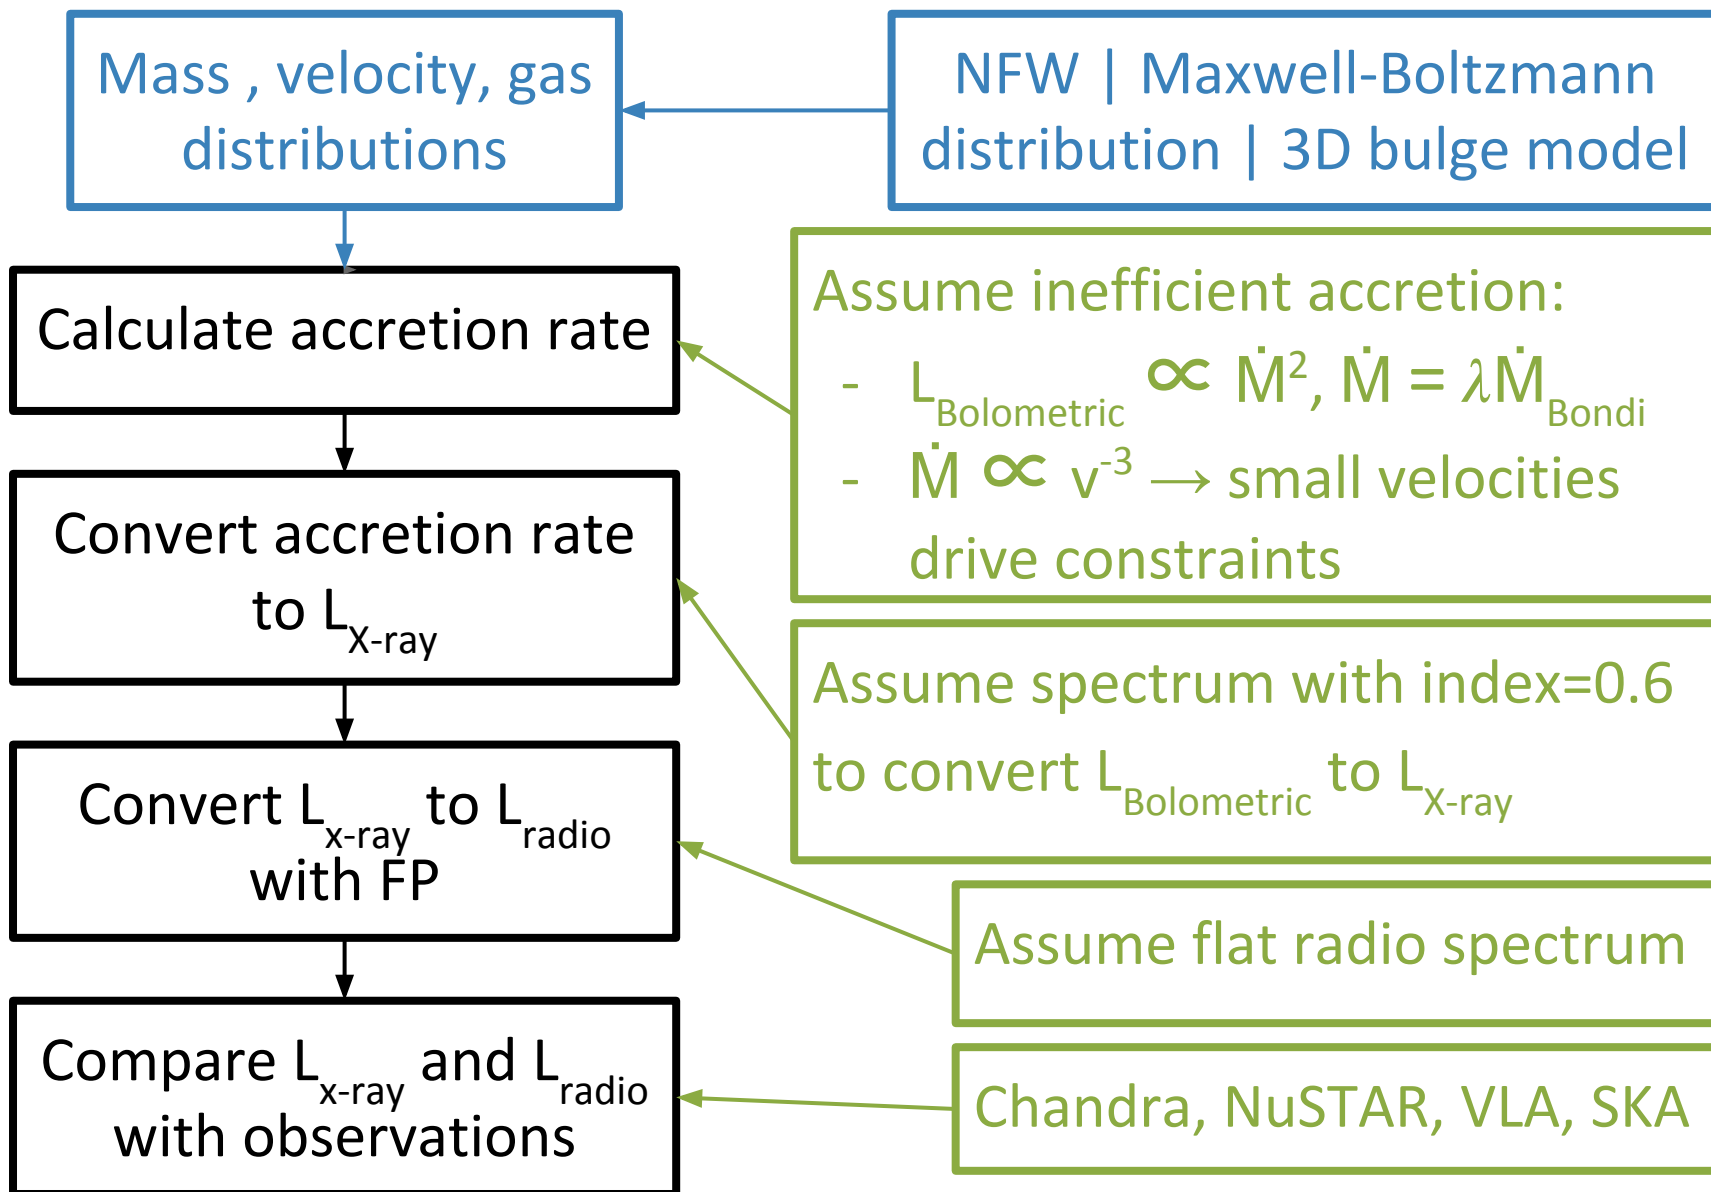 Mass , velocity, gas
distributions
NFW | Maxwell-Boltzmann
distribution | 3D bulge model
Calculate accretion rate
Assume inefficient accretion:
- L_Bolometric ∝ Ṁ², Ṁ = λṀ_Bondi
- Ṁ ∝ v⁻³ → small velocities
drive constraints
Convert accretion rate
to L_X-ray
Assume spectrum with index=0.6
to convert L_Bolometric to L_X-ray
Convert L_x-ray to L_radio
with FP
Assume flat radio spectrum
Compare L_x-ray and L_radio
with observations
Chandra, NuSTAR, VLA, SKA